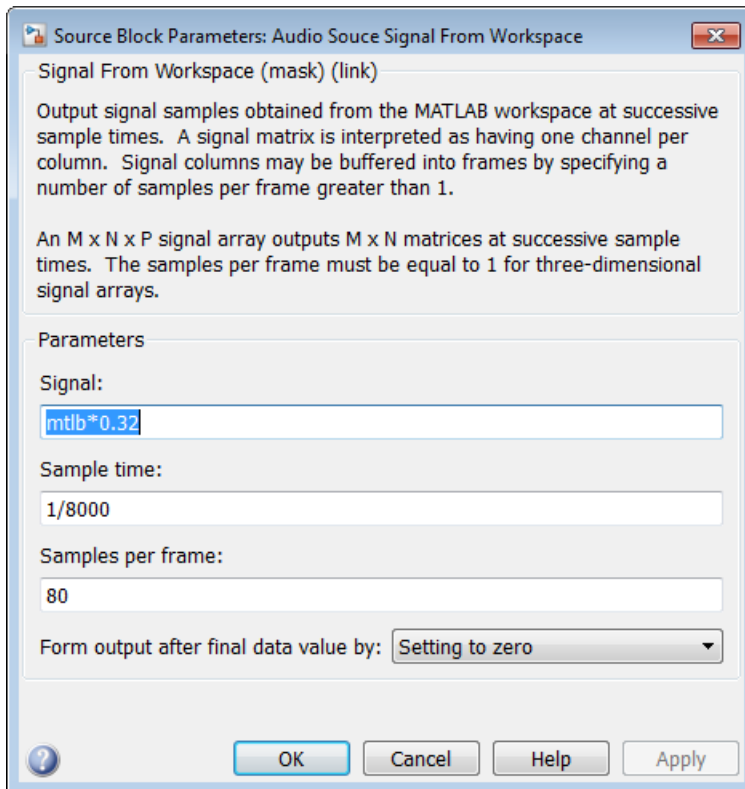 Source Block Parameters: Audio Souce Signal From Workspace
Signal From Workspace (mask) (link)
Output signal samples obtained from the MATLAB workspace at successive
sample times.  A signal matrix is interpreted as having one channel per
column.  Signal columns may be buffered into frames by specifying a
number of samples per frame greater than 1.
An M x N x P signal array outputs M x N matrices at successive sample
times.  The samples per frame must be equal to 1 for three-dimensional
signal arrays.
Parameters
Signal:
mtlb*0.32
Sample time:
1/8000
Samples per frame:
80
Form output after final data value by: Setting to zero
? OK Cancel Help Apply